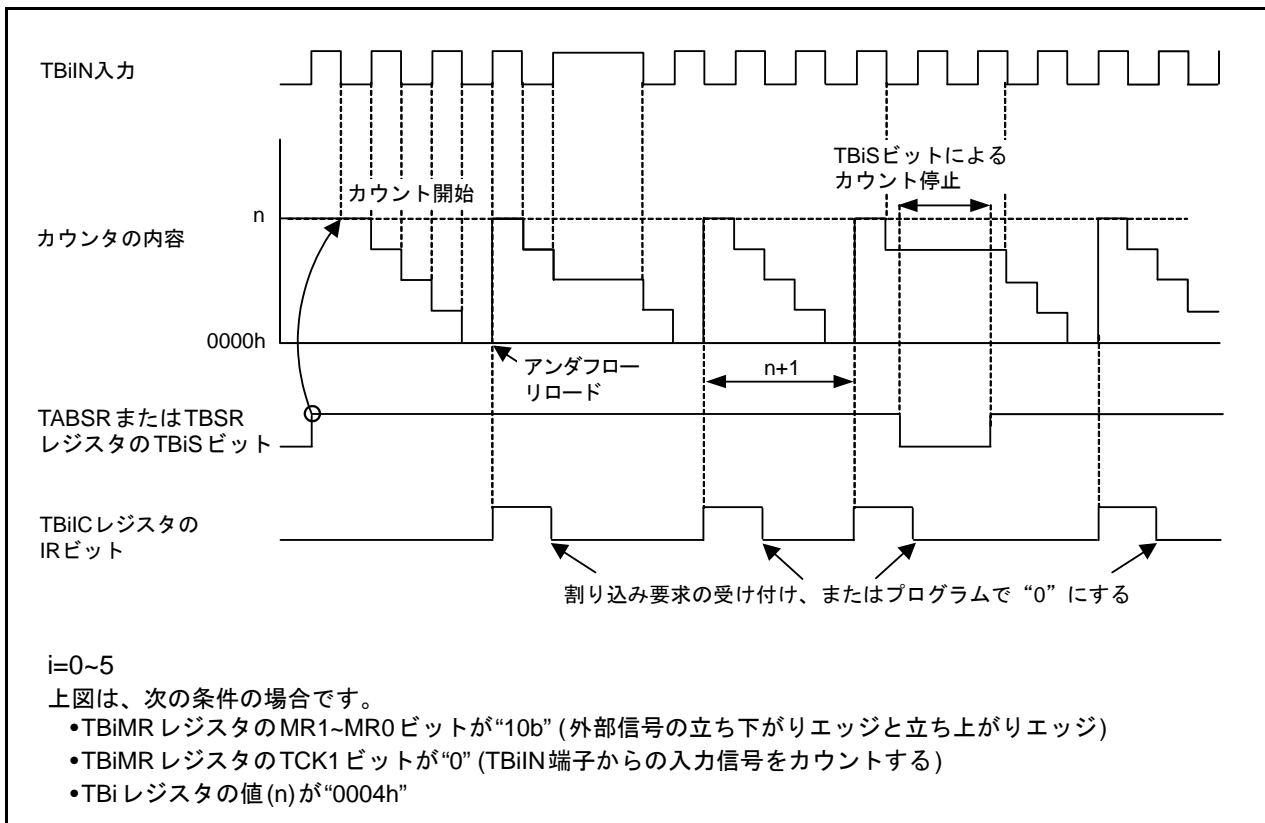 TBiIN入力
TBiSビットによる
カウント停止
カウント開始
n
カウンタの内容
0000h
アンダフロー
リロード
n+1
TABSRまたはTBSR
レジスタのTBiSビット
TBiICレジスタの
IRビット
割り込み要求の受け付け、またはプログラムで“0”にする
i=0~5
上図は、次の条件の場合です。
•TBiMRレジスタのMR1~MR0ビットが“10b” (外部信号の立ち下がりエッジと立ち上がりエッジ)
•TBiMRレジスタのTCK1ビットが“0” (TBiIN端子からの入力信号をカウントする)
•TBiレジスタの値(n)が“0004h”